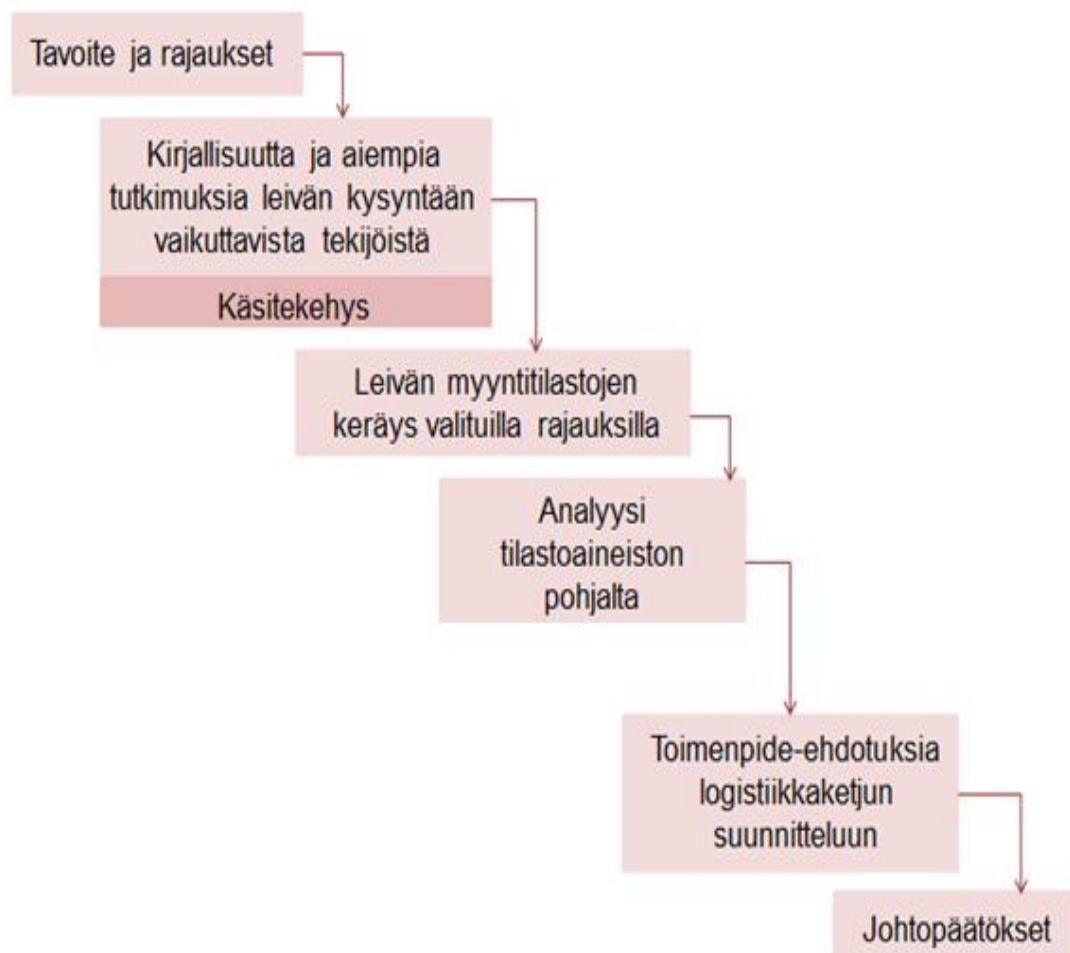 Tavoite ja rajaukset
Kirjallisuutta ja aiempia
tutkimuksia leivän kysyntään
vaikuttavista tekijöistä
Käsitekehys
Leivän myyntitilastojen
keräys valituilla rajauksilla
Analyysi
tilastoaineiston
pohjalta
Toimenpide-ehdotuksia
logistiikkaketjun
suunnitteluun
Johtopäätökset